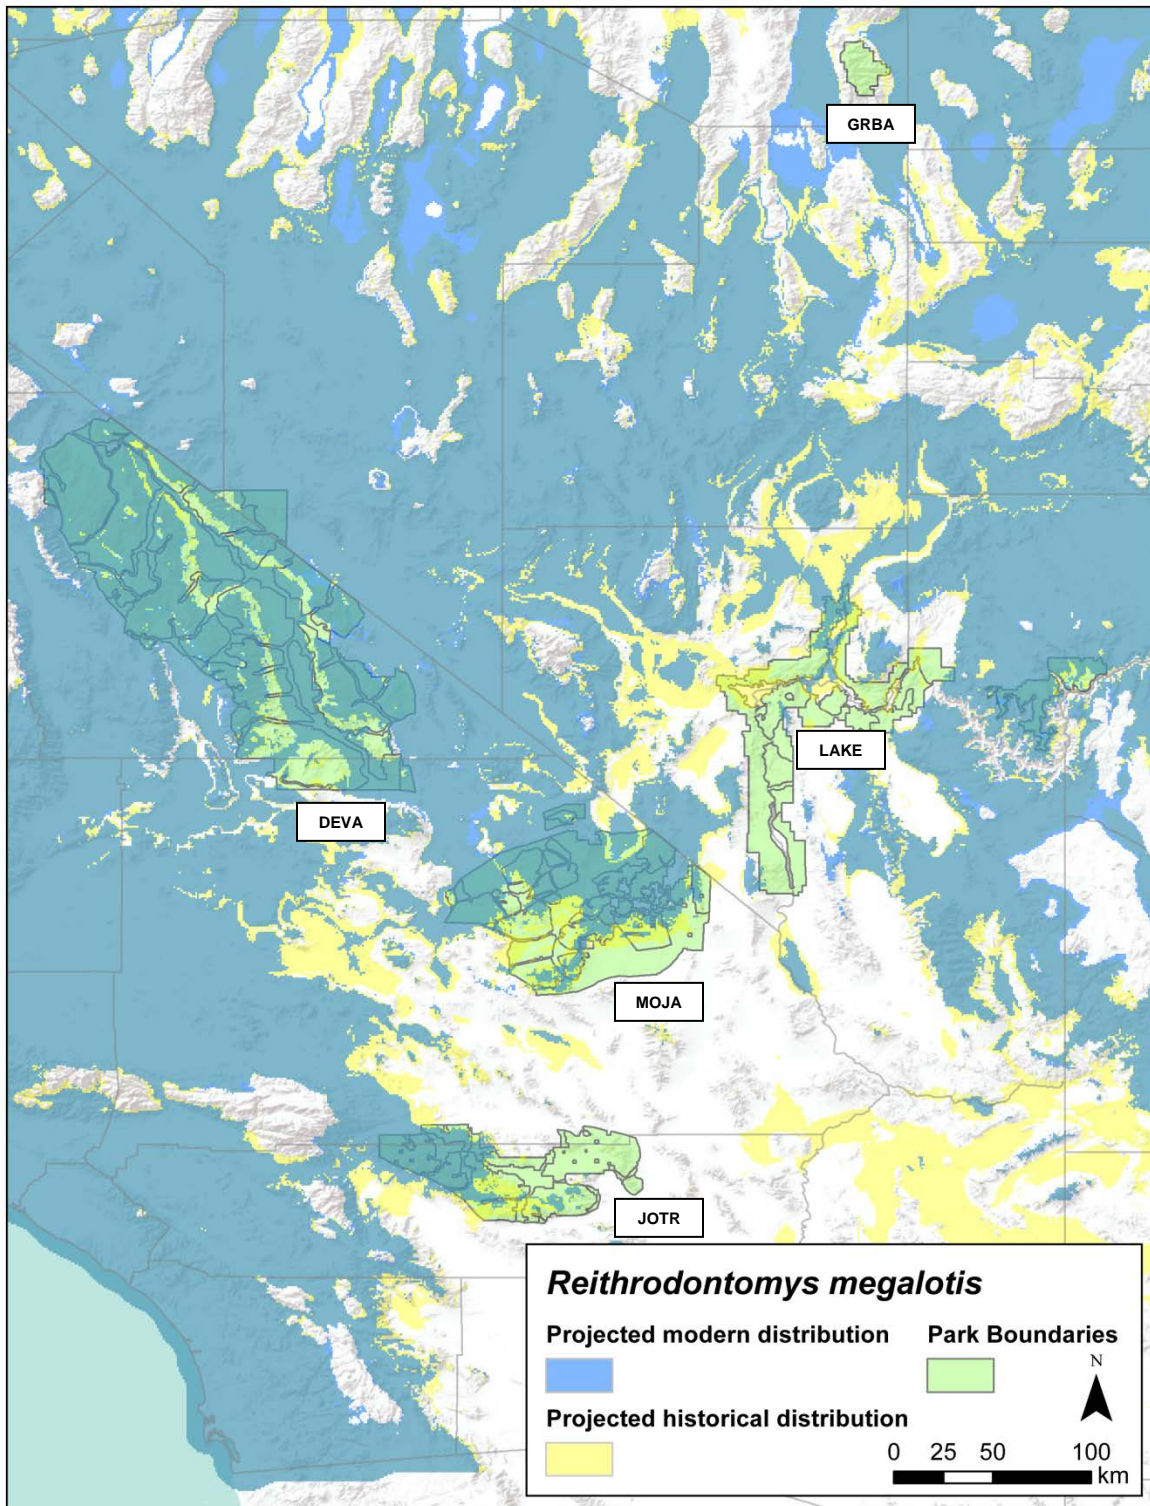 GRBA
LAKE
DEVA
MOJA
JOTR
Reithrodontomys megalotis
Projected modern distribution
Park Boundaries
Projected historical distribution
N
0 25 50 100
km